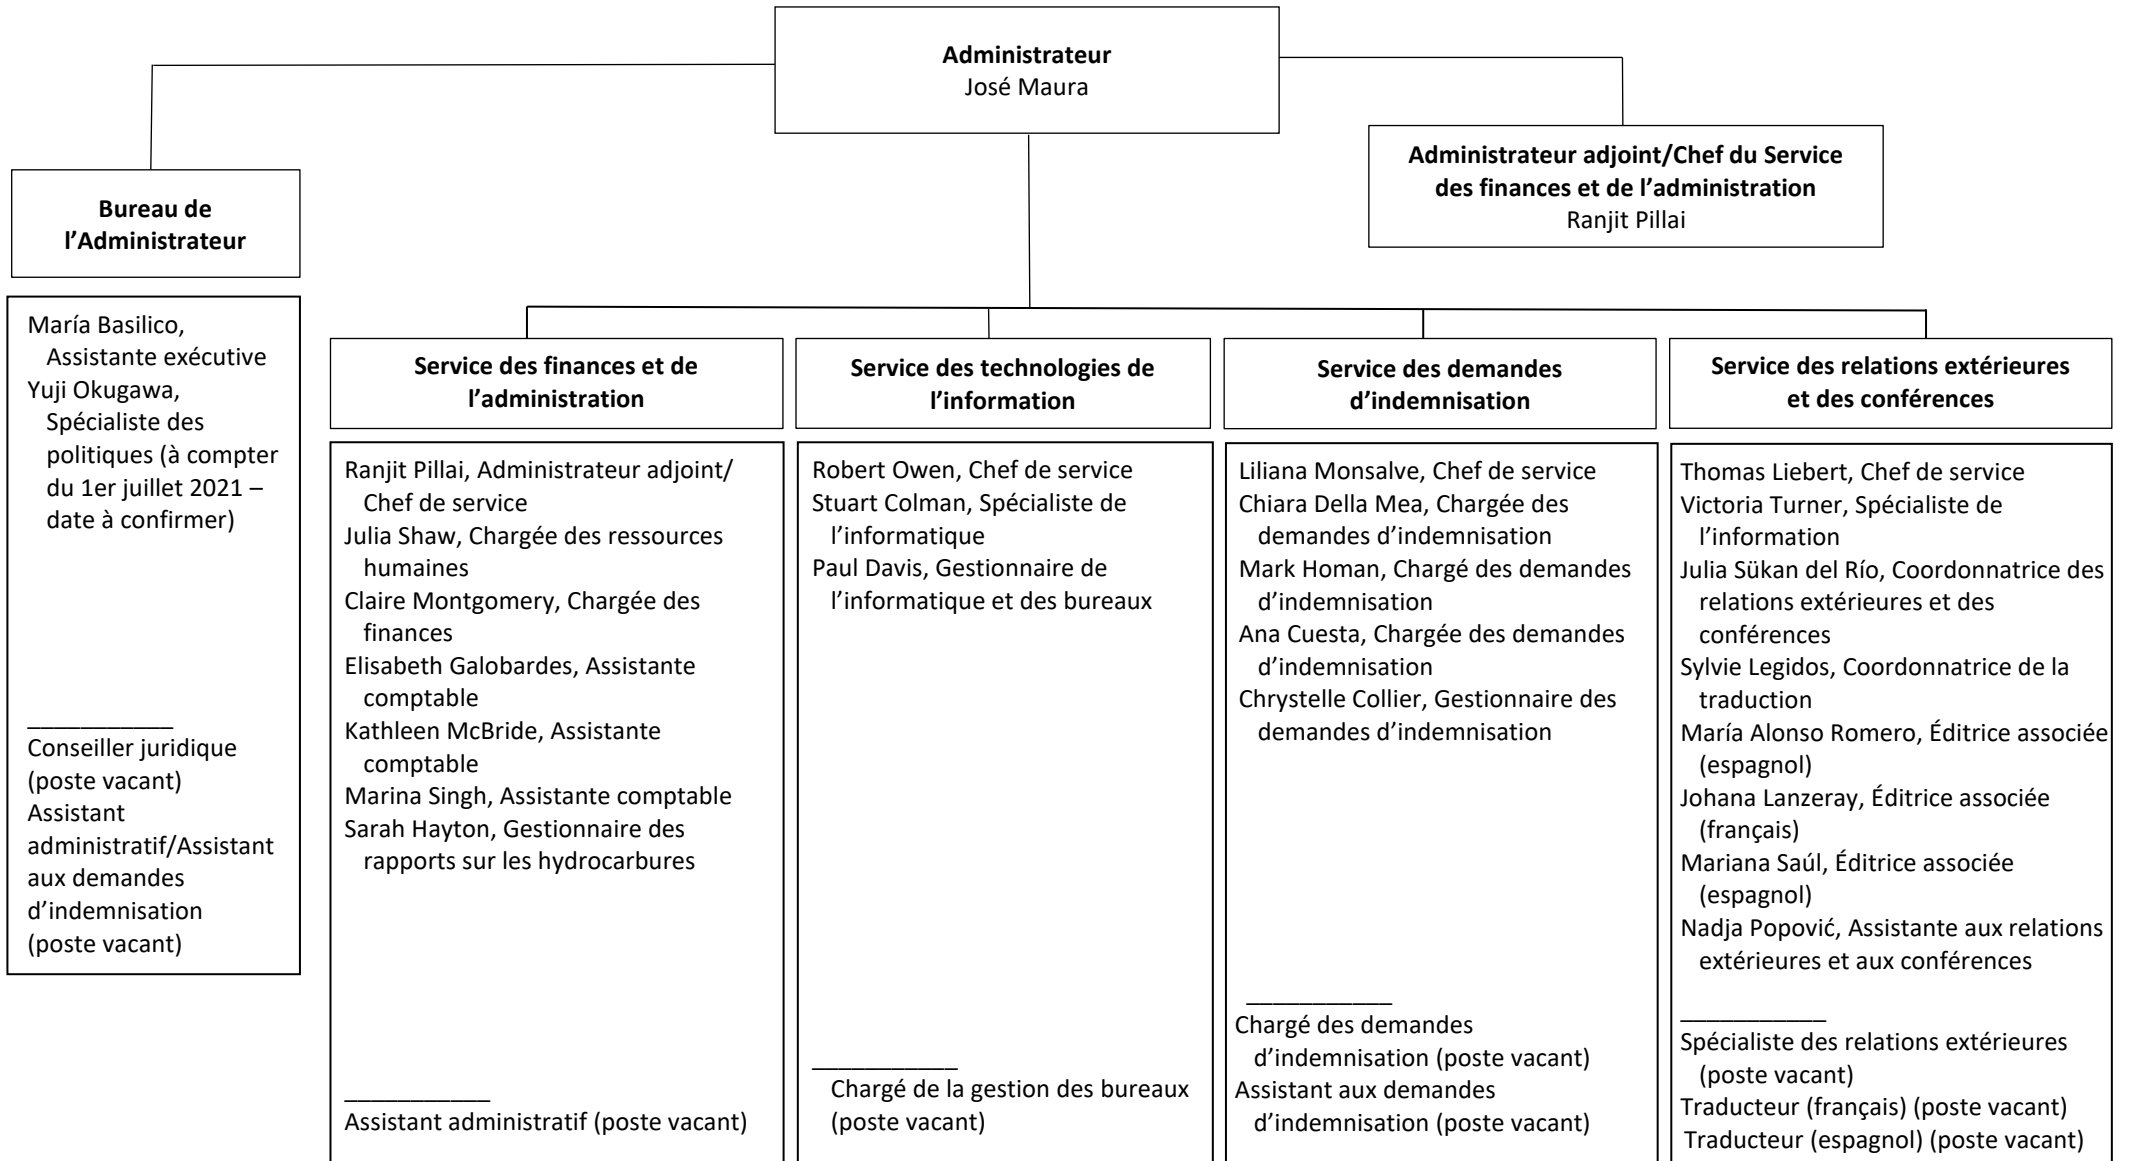 Administrateur
José Maura
Administrateur adjoint/Chef du Service
des finances et de l’administration
Ranjit Pillai
Bureau de
l’Administrateur
María Basilico,
Assistante exécutive
Yuji Okugawa,
Spécialiste des
politiques (à compter
du 1er juillet 2021 –
date à confirmer)
___________
Conseiller juridique
(poste vacant)
Assistant
administratif/Assistant
aux demandes
d’indemnisation
(poste vacant)
Service des finances et de
l’administration
Ranjit Pillai, Administrateur adjoint/
Chef de service
Julia Shaw, Chargée des ressources
humaines
Claire Montgomery, Chargée des
finances
Elisabeth Galobardes, Assistante
comptable
Kathleen McBride, Assistante
comptable
Marina Singh, Assistante comptable
Sarah Hayton, Gestionnaire des
rapports sur les hydrocarbures
___________
Assistant administratif (poste vacant)
Service des technologies de
l’information
Robert Owen, Chef de service
Stuart Colman, Spécialiste de
l’informatique
Paul Davis, Gestionnaire de
l’informatique et des bureaux
___________
Chargé de la gestion des bureaux
(poste vacant)
Service des demandes
d’indemnisation
Liliana Monsalve, Chef de service
Chiara Della Mea, Chargée des
demandes d’indemnisation
Mark Homan, Chargé des demandes
d’indemnisation
Ana Cuesta, Chargée des demandes
d’indemnisation
Chrystelle Collier, Gestionnaire des
demandes d’indemnisation
___________
Chargé des demandes
d’indemnisation (poste vacant)
Assistant aux demandes
d’indemnisation (poste vacant)
Service des relations extérieures
et des conférences
Thomas Liebert, Chef de service
Victoria Turner, Spécialiste de
l’information
Julia Sükan del Río, Coordonnatrice des
relations extérieures et des
conférences
Sylvie Legidos, Coordonnatrice de la
traduction
María Alonso Romero, Éditrice associée
(espagnol)
Johana Lanzeray, Éditrice associée
(français)
Mariana Saúl, Éditrice associée
(espagnol)
Nadja Popović, Assistante aux relations
extérieures et aux conférences
___________
Spécialiste des relations extérieures
(poste vacant)
Traducteur (français) (poste vacant)
Traducteur (espagnol) (poste vacant)